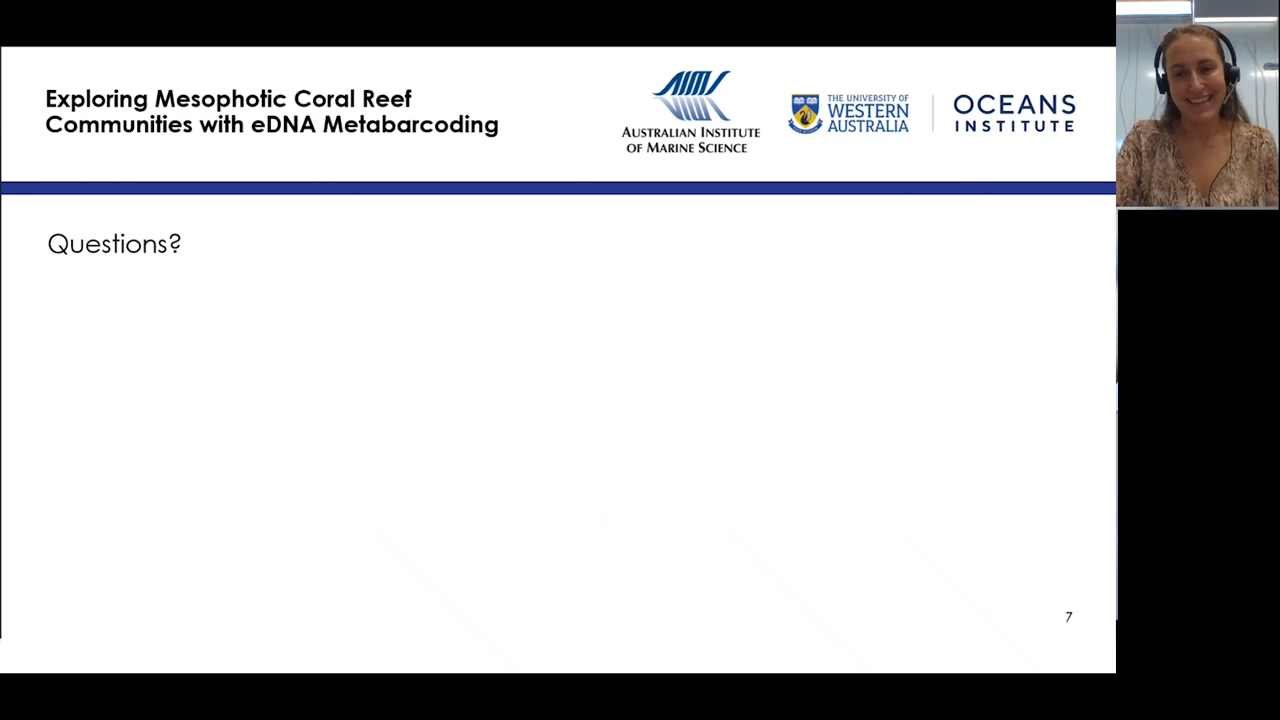 Exploring Mesophotic Coral Reef
Communities with eDNA Metabarcoding
AIMS
AUSTRALIAN INSTITUTE
OF MARINE SCIENCE
THE UNIVERSITY OF
WESTERN
AUSTRALIA
OCEANS
INSTITUTE
Questions?
7